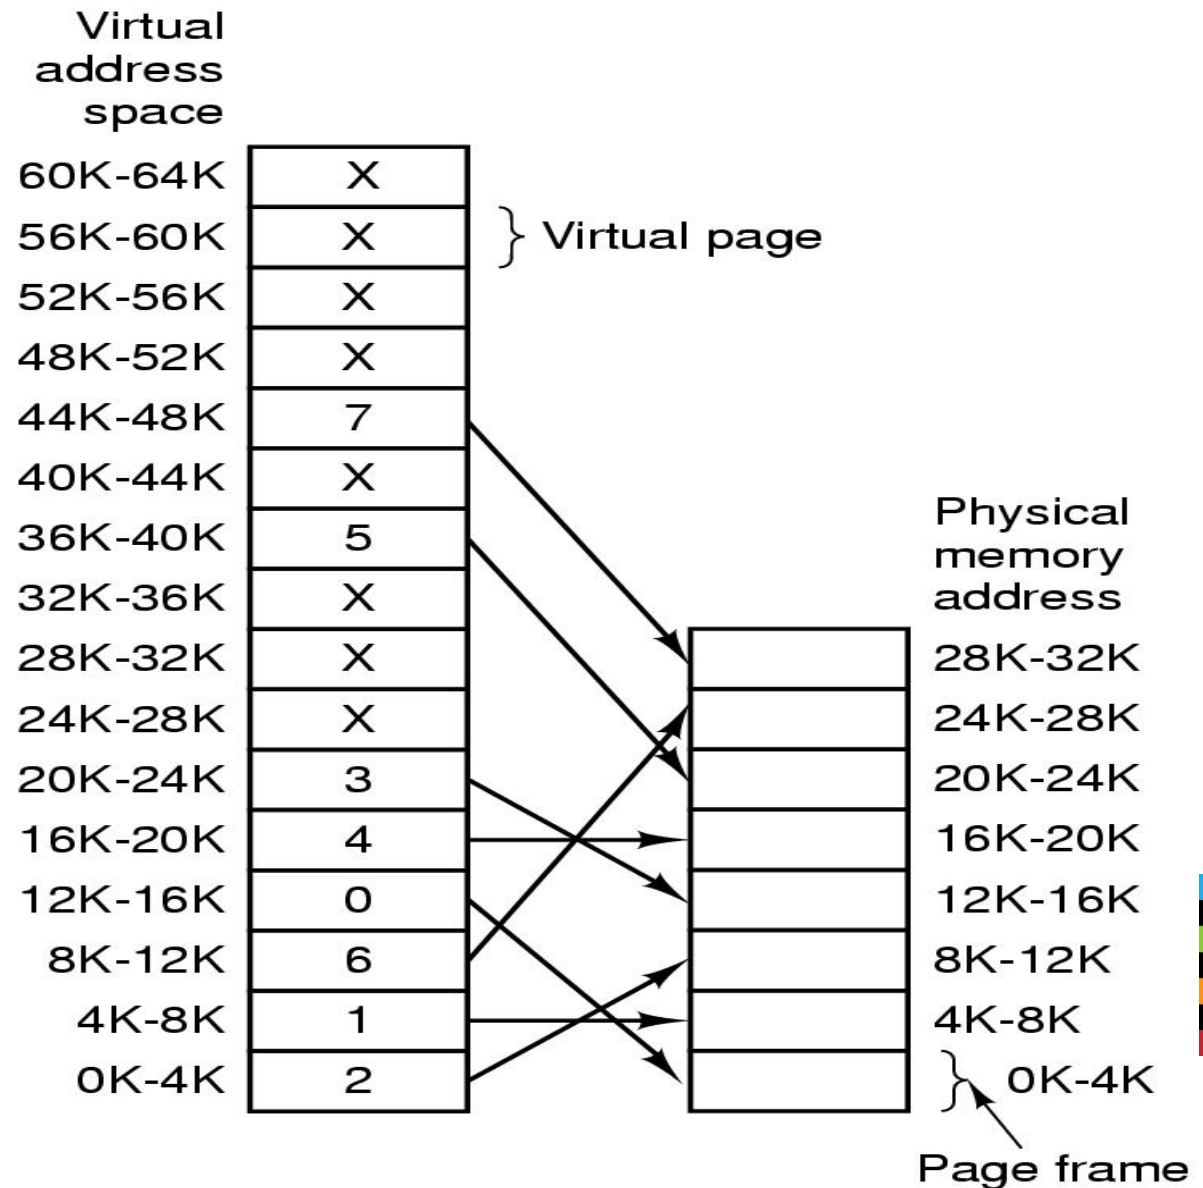 Virtual
address
space
60K-64K X
56K-60K X Virtual page
52K-56K X
48K-52K X
44K-48K 7
40K-44K X
36K-40K 5
32K-36K X
28K-32K X
24K-28K X
20K-24K 3
16K-20K 4
12K-16K 0
8K-12K 6
4K-8K 1
0K-4K 2
Physical
memory
address
28K-32K
24K-28K
20K-24K
16K-20K
12K-16K
8K-12K
4K-8K
0K-4K
Page frame